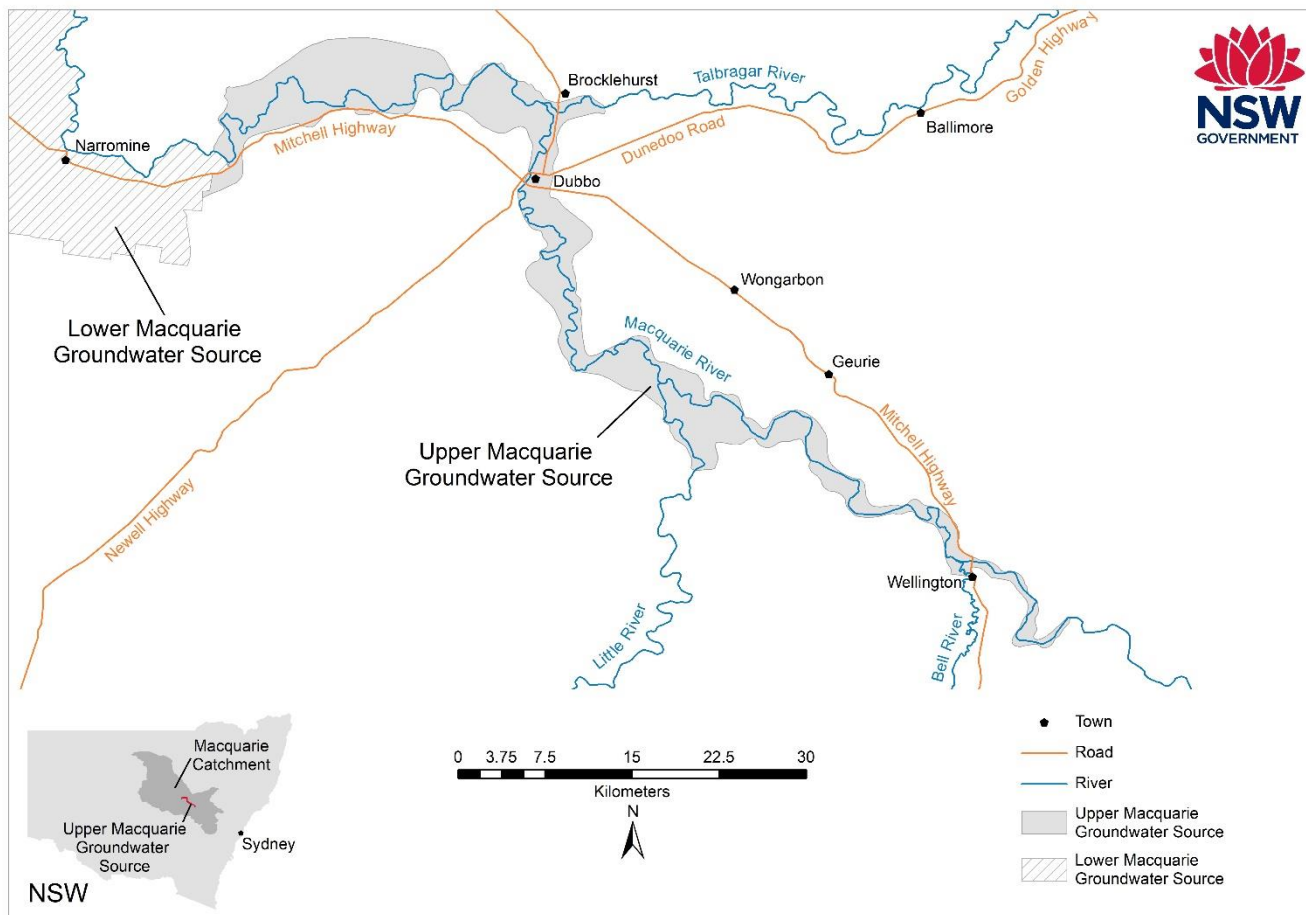 Brocklehurst
Talbragar River
Golden Highway
NSW
GOVERNMENT
Narromine
Mitchell Highway
Dunedoo Road
Ballimore
Dubbo
Lower Macquarie
Groundwater Source
Wongarbon
Macquarie River
Geurie
Upper Macquarie
Groundwater Source
Mitchell Highway
Newell Highway
Wellington
Little River
Bell River
Macquarie
Catchment
Upper Macquarie
Groundwater
Source
Sydney
NSW
0 3.75 7.5 15 22.5 30
Kilometers
N
Town
Road
River
Upper Macquarie
Groundwater Source
Lower Macquarie
Groundwater Source